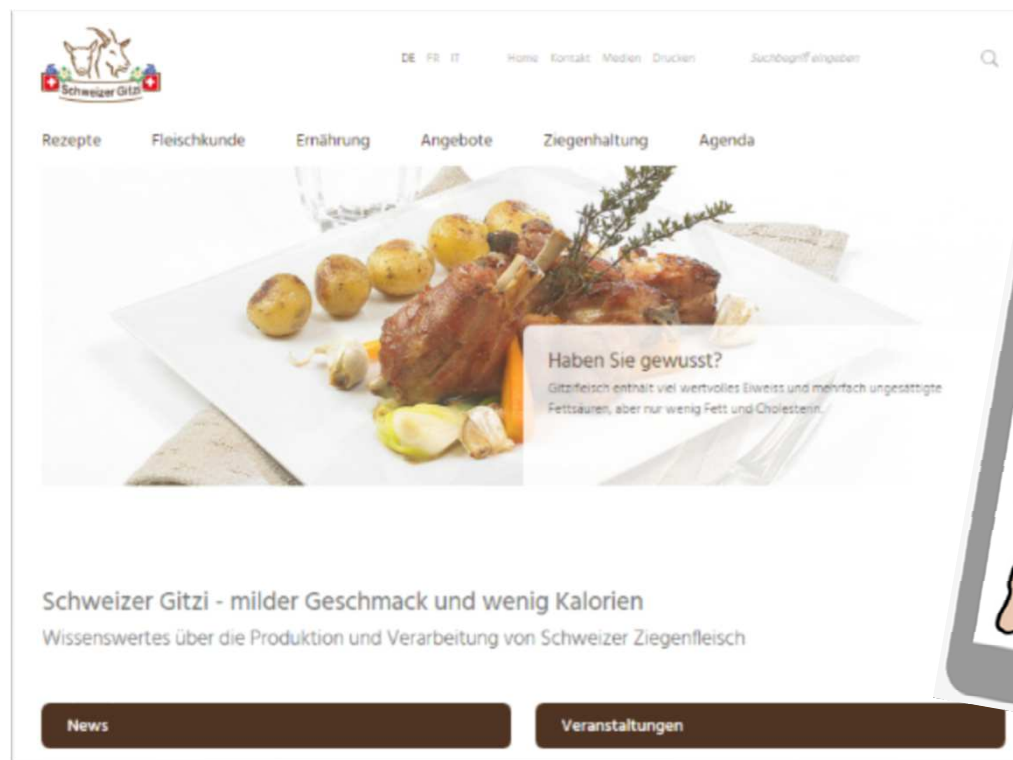 Schweizer Gitzi
DE FR IT Home Kontakt Medien Drucken Suchbegriff eingeben
Rezepte Fleischkunde Ernährung Angebote Ziegenhaltung Agenda
Haben Sie gewusst?
Gitzifleisch enthält viel wertvolles Eiweiss und mehrfach ungesättigte
Fettsäuren, aber nur wenig Fett und Cholesterin.
Schweizer Gitzi - milder Geschmack und wenig Kalorien
Wissenswertes über die Produktion und Verarbeitung von Schweizer Ziegenfleisch
News Veranstaltungen